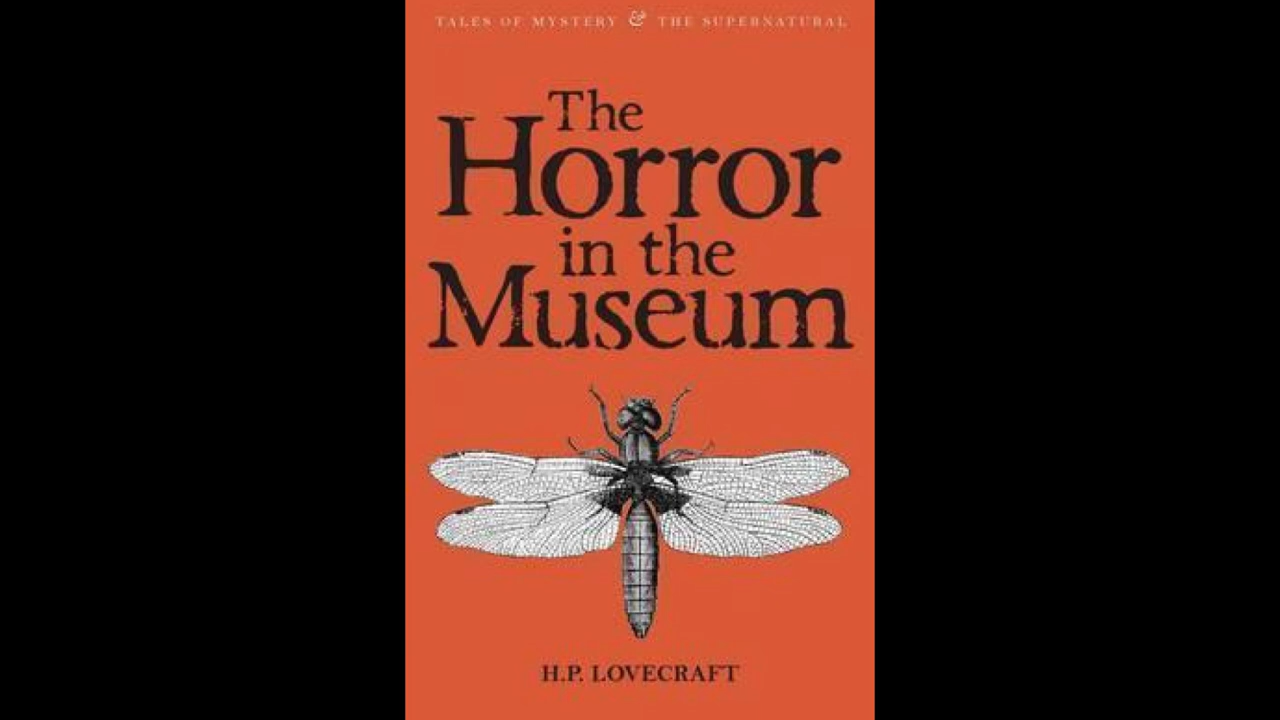 TALES OF MYSTERY & THE SUPERNATURAL
The
Horror
in the
Museum
H.P. LOVECRAFT